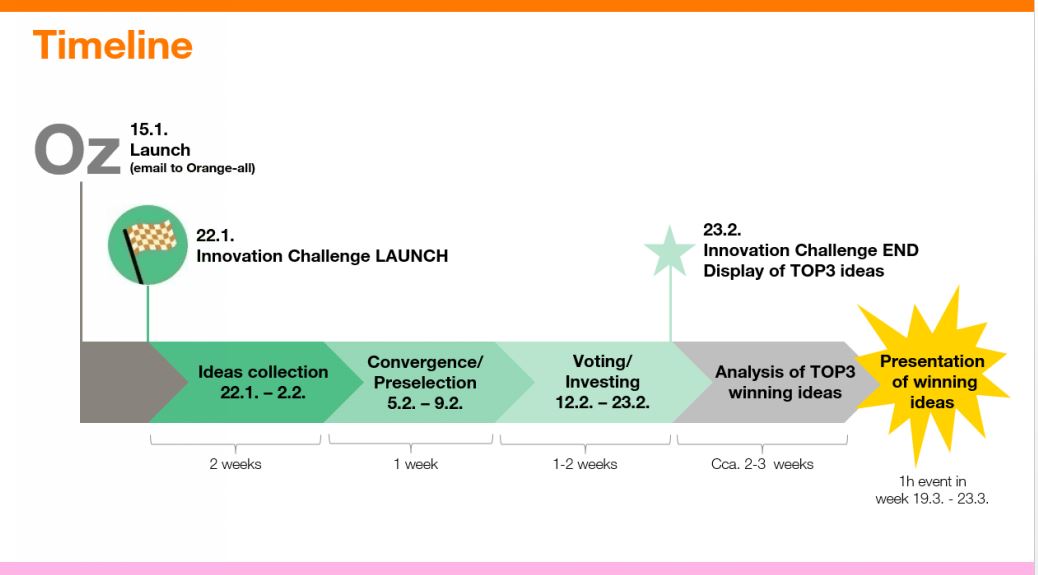 Timeline
Oz
15.1.
Launch
(email to Orange-all)
22.1.
Innovation Challenge LAUNCH
23.2.
Innovation Challenge END
Display of TOP3 ideas
Ideas collection
22.1. – 2.2.
Convergence/
Preselection
5.2. – 9.2.
Voting/
Investing
12.2. – 23.2.
Analysis of TOP3
winning ideas
Presentation
of winning
ideas
2 weeks
1 week
1-2 weeks
Cca. 2-3  weeks
1h event in
week 19.3. - 23.3.